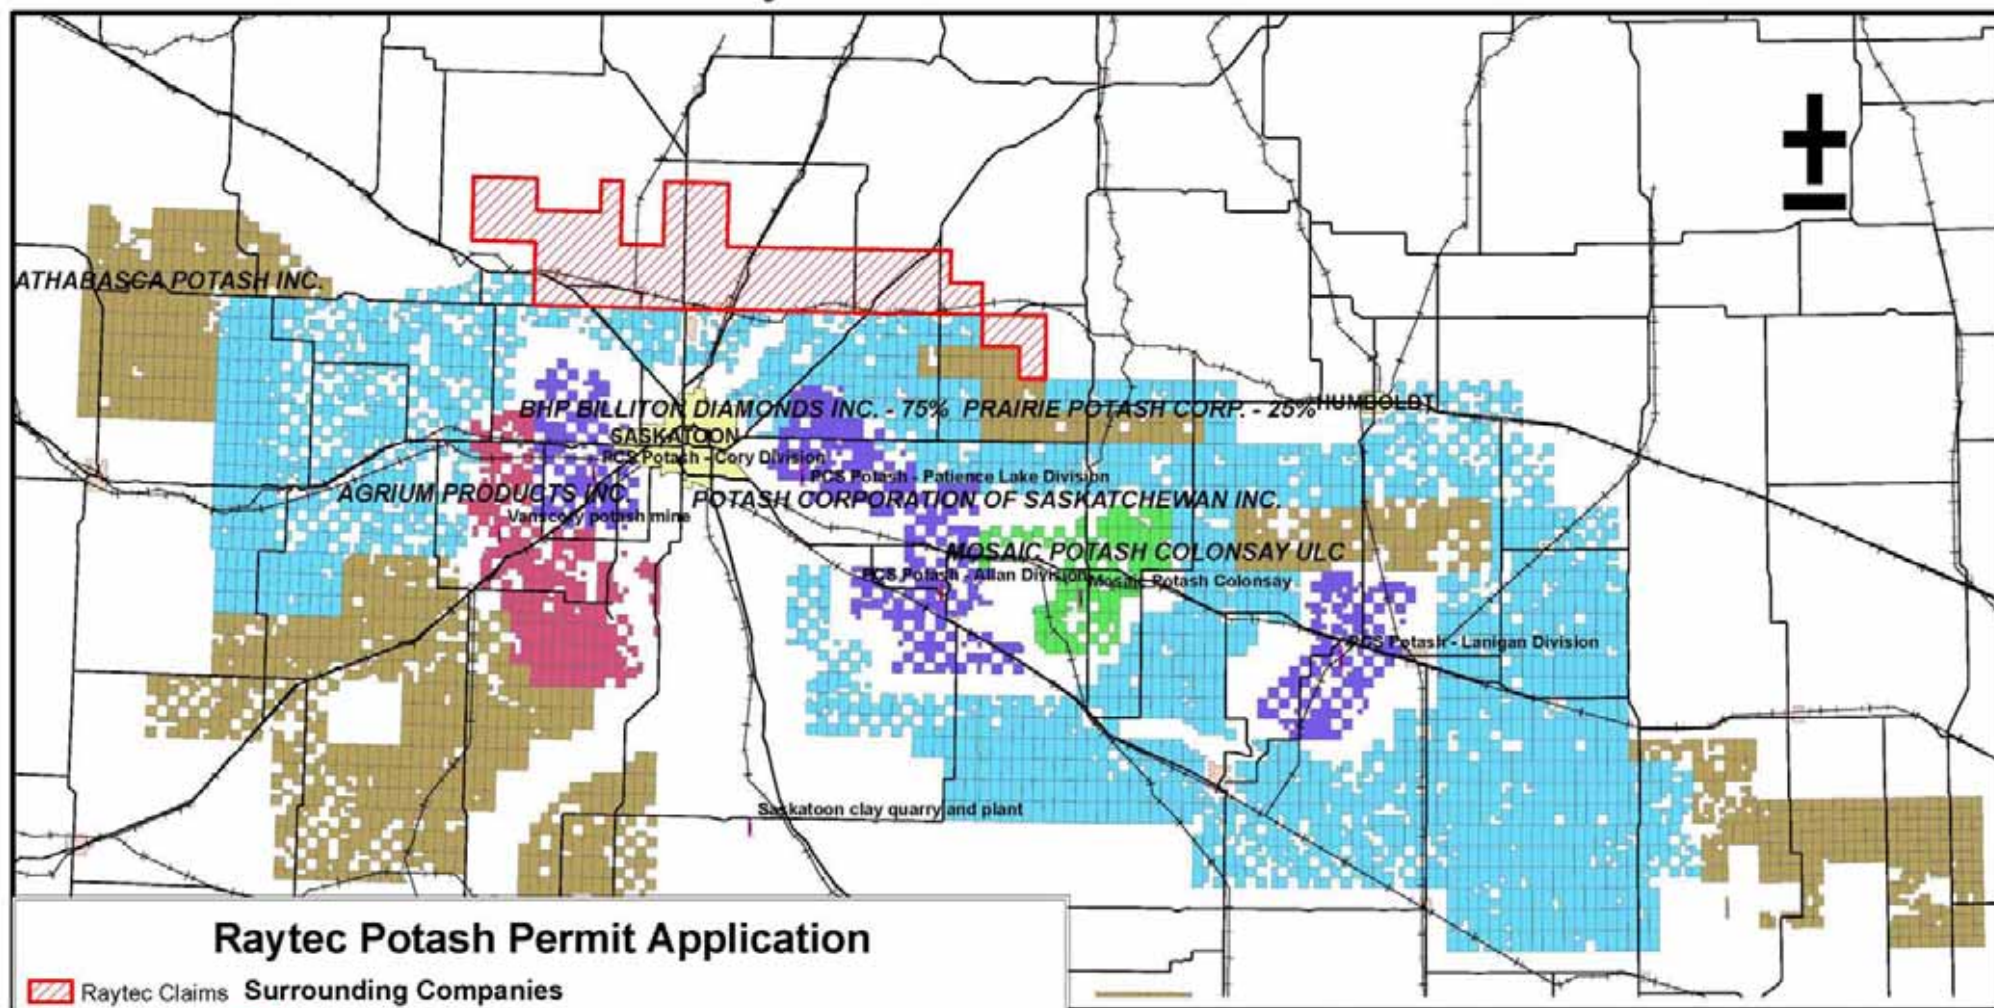 ATHABASCA POTASH INC.
BHP BILLITON DIAMONDS INC. - 75% PRAIRIE POTASH CORP. - 25%
HUMBOLDT
SASKATOON
PCS Potash - Cory Division
PCS Potash - Patience Lake Division
AGRIUM PRODUCTS INC.
POTASH CORPORATION OF SASKATCHEWAN INC.
Vanscoy potash mine
MOSAIC POTASH COLONSAY ULC
PCS Potash - Allan Division
Mosaic Potash Colonsay
PCS Potash - Lanigan Division
Saskatoon clay quarry and plant
Raytec Potash Permit Application
Raytec Claims Surrounding Companies